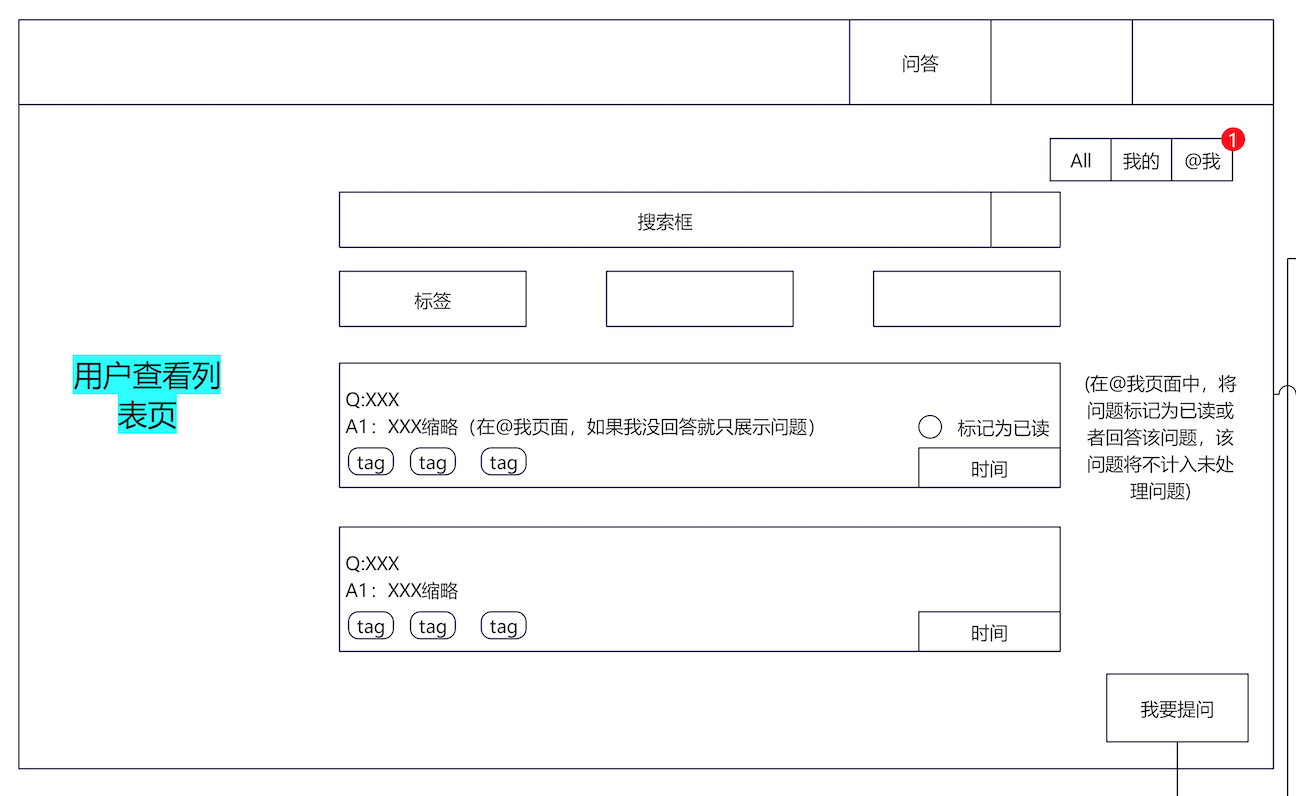 问答
All 我的 @我 1
搜索框
标签
用户查看列
表页
Q:XXX
A1：XXX缩略（在@我页面，如果我没回答就只展示问题）
标记为已读
tag tag tag
时间
(在@我页面中，将
问题标记为已读或
者回答该问题，该
问题将不计入未处
理问题)
Q:XXX
A1：XXX缩略
tag tag tag
时间
我要提问